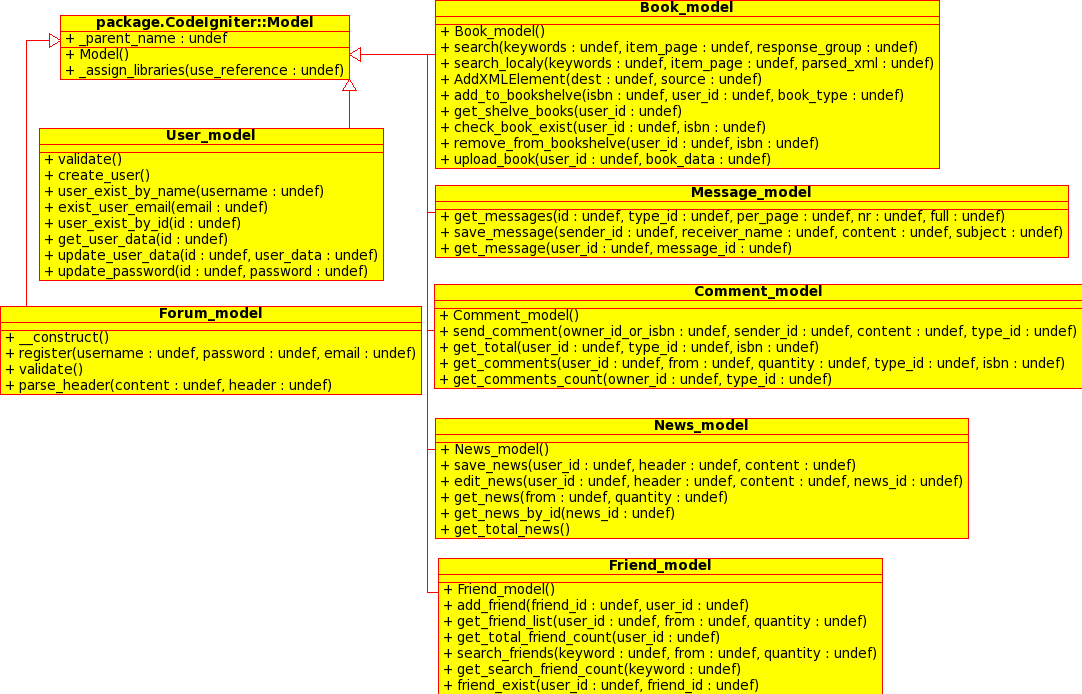 package.CodeIgniter::Model
+ _parent_name : undef
+ Model()
+ _assign_libraries(use_reference : undef)
User_model
+ validate()
+ create_user()
+ user_exist_by_name(username : undef)
+ exist_user_email(email : undef)
+ user_exist_by_id(id : undef)
+ get_user_data(id : undef)
+ update_user_data(id : undef, user_data : undef)
+ update_password(id : undef, password : undef)
Forum_model
+ __construct()
+ register(username : undef, password : undef, email : undef)
+ validate()
+ parse_header(content : undef, header : undef)
Book_model
+ Book_model()
+ search(keywords : undef, item_page : undef, response_group : undef)
+ search_localy(keywords : undef, item_page : undef, parsed_xml : undef)
+ AddXMLElement(dest : undef, source : undef)
+ add_to_bookshelve(isbn : undef, user_id : undef, book_type : undef)
+ get_shelve_books(user_id : undef)
+ check_book_exist(user_id : undef, isbn : undef)
+ remove_from_bookshelve(user_id : undef, isbn : undef)
+ upload_book(user_id : undef, book_data : undef)
Message_model
+ get_messages(id : undef, type_id : undef, per_page : undef, nr : undef, full : undef)
+ save_message(sender_id : undef, receiver_name : undef, content : undef, subject : undef)
+ get_message(user_id : undef, message_id : undef)
Comment_model
+ Comment_model()
+ send_comment(owner_id_or_isbn : undef, sender_id : undef, content : undef, type_id : undef)
+ get_total(user_id : undef, type_id : undef, isbn : undef)
+ get_comments(user_id : undef, from : undef, quantity : undef, type_id : undef, isbn : undef)
+ get_comments_count(owner_id : undef, type_id : undef)
News_model
+ News_model()
+ save_news(user_id : undef, header : undef, content : undef)
+ edit_news(user_id : undef, header : undef, content : undef, news_id : undef)
+ get_news(from : undef, quantity : undef)
+ get_news_by_id(news_id : undef)
+ get_total_news()
Friend_model
+ Friend_model()
+ add_friend(friend_id : undef, user_id : undef)
+ get_friend_list(user_id : undef, from : undef, quantity : undef)
+ get_total_friend_count(user_id : undef)
+ search_friends(keyword : undef, from : undef, quantity : undef)
+ get_search_friend_count(keyword : undef)
+ friend_exist(user_id : undef, friend_id : undef)